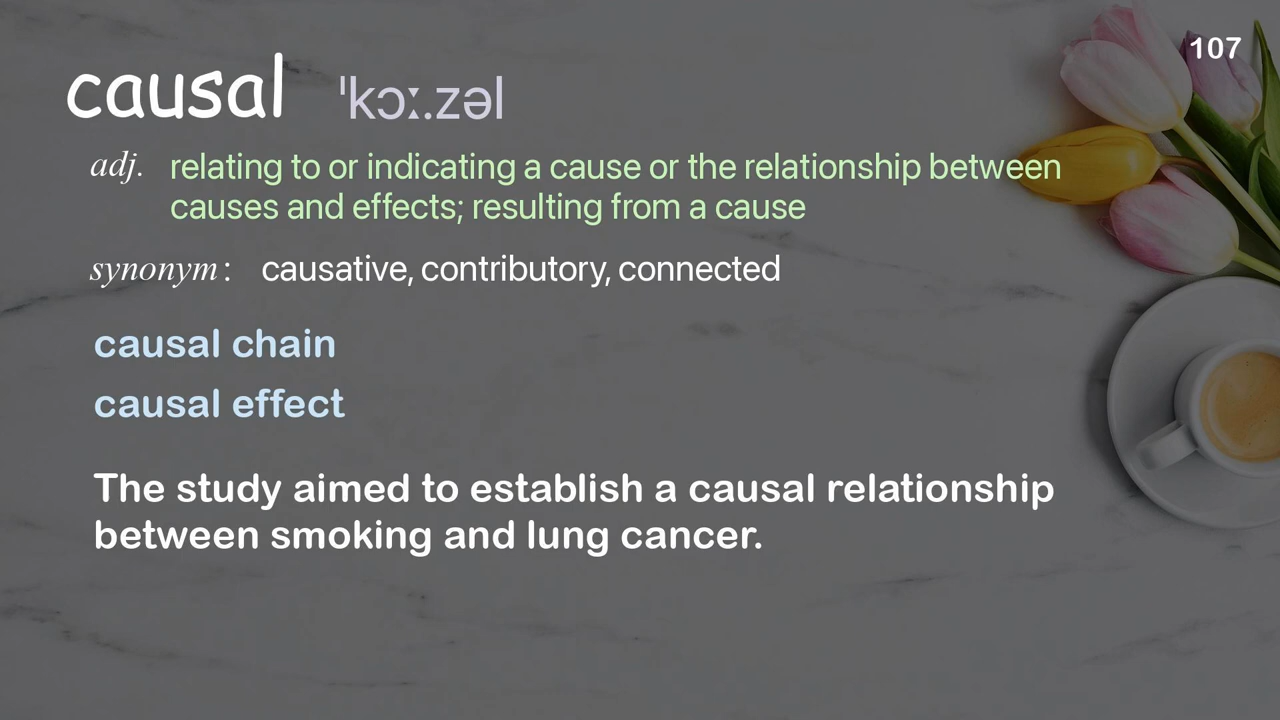 107
causal ˈkɔː.zəl
adj. relating to or indicating a cause or the relationship between
causes and effects; resulting from a cause
synonym: causative, contributory, connected
causal chain
causal effect
The study aimed to establish a causal relationship
between smoking and lung cancer.